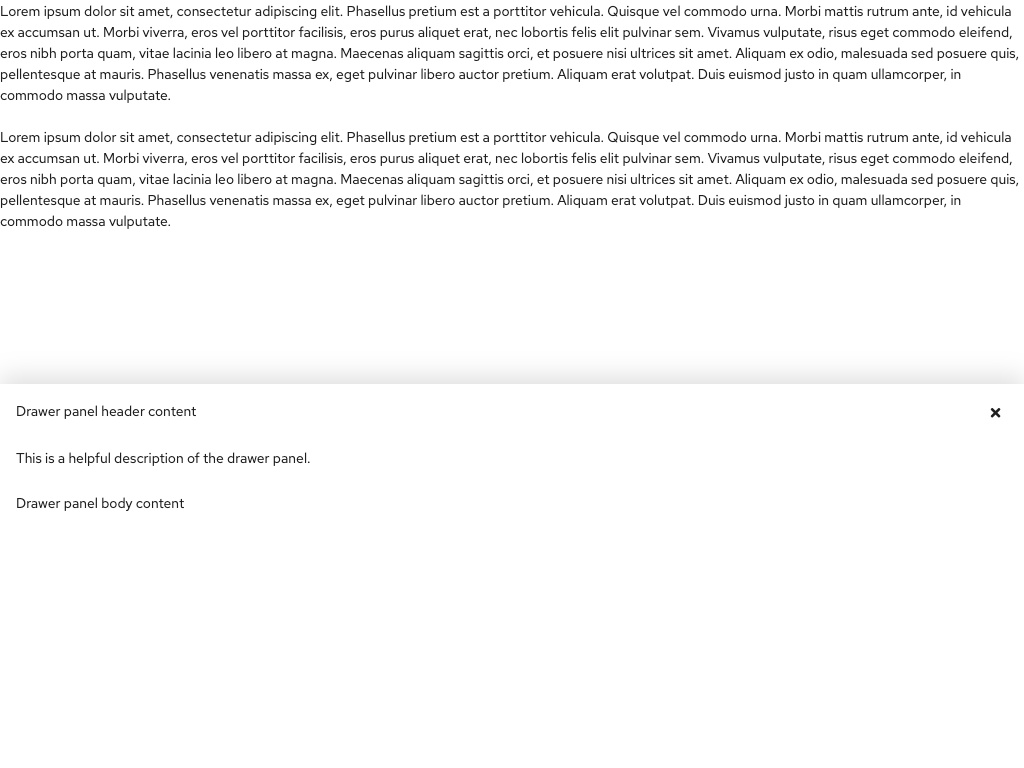 Lorem ipsum dolor sit amet, consectetur adipiscing elit. Phasellus pretium est a porttitor vehicula. Quisque vel commodo urna. Morbi mattis rutrum ante, id vehicula
ex accumsan ut. Morbi viverra, eros vel porttitor facilisis, eros purus aliquet erat, nec lobortis felis elit pulvinar sem. Vivamus vulputate, risus eget commodo eleifend,
eros nibh porta quam, vitae lacinia leo libero at magna. Maecenas aliquam sagittis orci, et posuere nisi ultrices sit amet. Aliquam ex odio, malesuada sed posuere quis,
pellentesque at mauris. Phasellus venenatis massa ex, eget pulvinar libero auctor pretium. Aliquam erat volutpat. Duis euismod justo in quam ullamcorper, in
commodo massa vulputate.
Lorem ipsum dolor sit amet, consectetur adipiscing elit. Phasellus pretium est a porttitor vehicula. Quisque vel commodo urna. Morbi mattis rutrum ante, id vehicula
ex accumsan ut. Morbi viverra, eros vel porttitor facilisis, eros purus aliquet erat, nec lobortis felis elit pulvinar sem. Vivamus vulputate, risus eget commodo eleifend,
eros nibh porta quam, vitae lacinia leo libero at magna. Maecenas aliquam sagittis orci, et posuere nisi ultrices sit amet. Aliquam ex odio, malesuada sed posuere quis,
pellentesque at mauris. Phasellus venenatis massa ex, eget pulvinar libero auctor pretium. Aliquam erat volutpat. Duis euismod justo in quam ullamcorper, in
commodo massa vulputate.
Drawer panel header content
This is a helpful description of the drawer panel.
Drawer panel body content